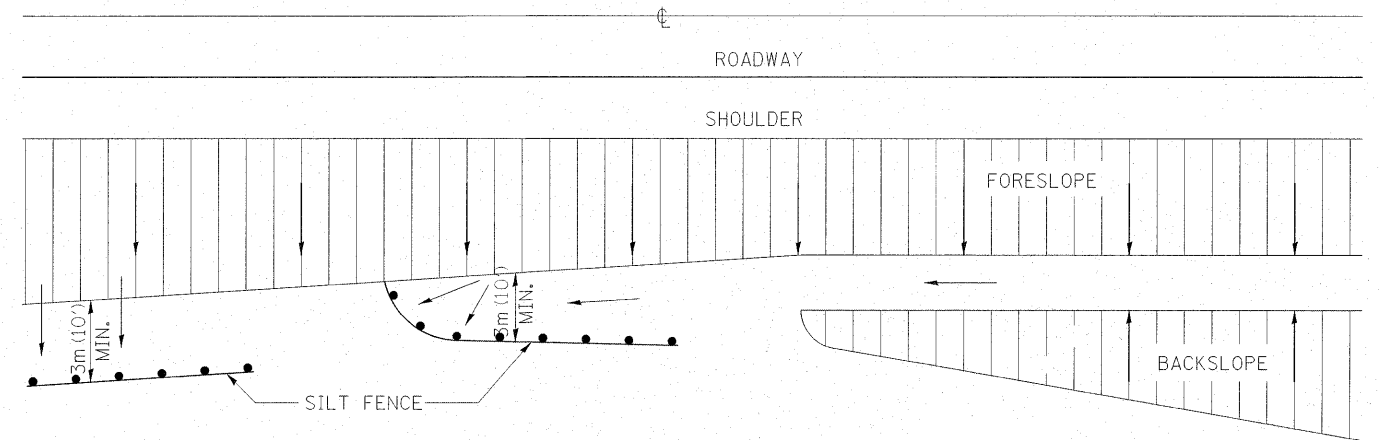 ℄
ROADWAY
SHOULDER
FORESLOPE
3m (10')
MIN.
3m (10')
MIN.
BACKSLOPE
SILT FENCE